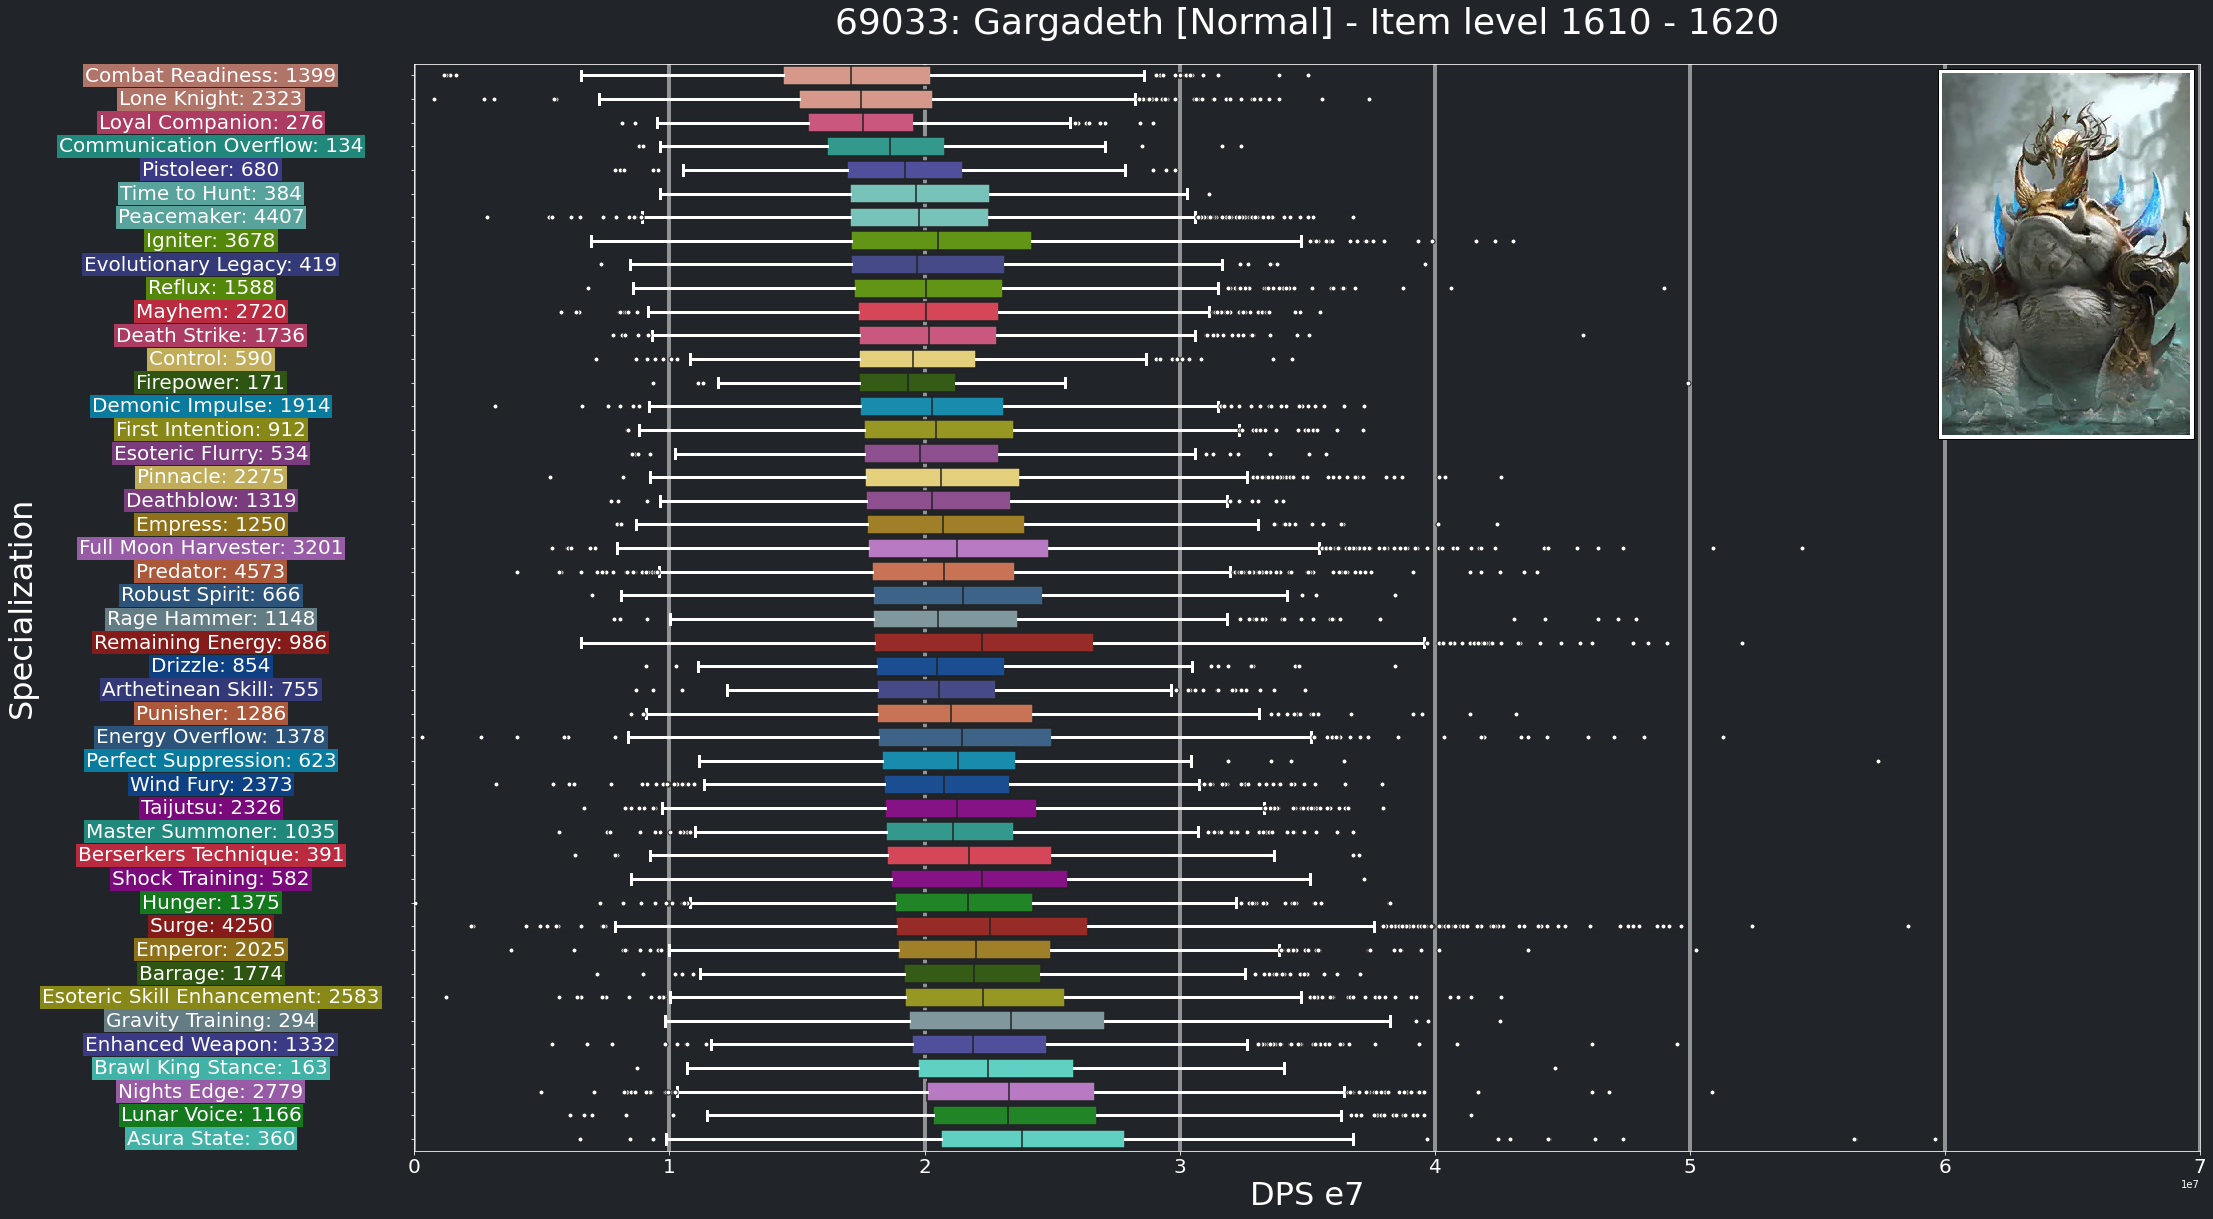 69033: Gargadeth [Normal] - Item level 1610 - 1620
Specialization
Combat Readiness: 1399
Lone Knight: 2323
Loyal Companion: 276
Communication Overflow: 134
Pistoleer: 680
Time to Hunt: 384
Peacemaker: 4407
Igniter: 3678
Evolutionary Legacy: 419
Reflux: 1588
Mayhem: 2720
Death Strike: 1736
Control: 590
Firepower: 171
Demonic Impulse: 1914
First Intention: 912
Esoteric Flurry: 534
Pinnacle: 2275
Deathblow: 1319
Empress: 1250
Full Moon Harvester: 3201
Predator: 4573
Robust Spirit: 666
Rage Hammer: 1148
Remaining Energy: 986
Drizzle: 854
Arthetinean Skill: 755
Punisher: 1286
Energy Overflow: 1378
Perfect Suppression: 623
Wind Fury: 2373
Taijutsu: 2326
Master Summoner: 1035
Berserkers Technique: 391
Shock Training: 582
Hunger: 1375
Surge: 4250
Emperor: 2025
Barrage: 1774
Esoteric Skill Enhancement: 2583
Gravity Training: 294
Enhanced Weapon: 1332
Brawl King Stance: 163
Nights Edge: 2779
Lunar Voice: 1166
Asura State: 360
0 1 2 3 4 5 6 7
1e7
DPS e7